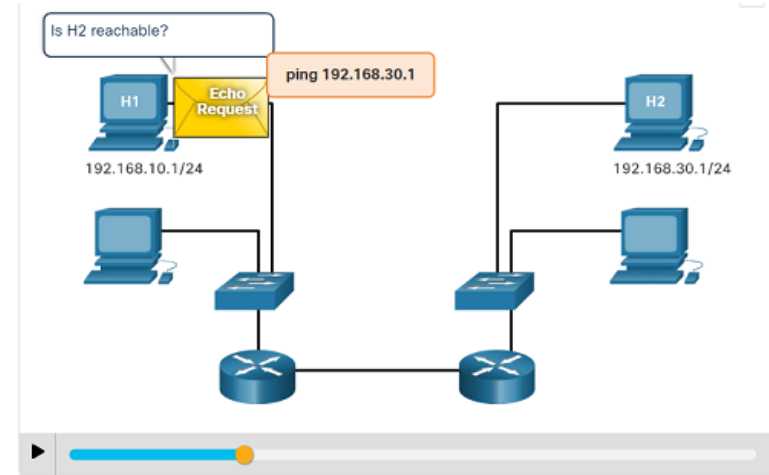 Is H2 reachable?
ping 192.168.30.1
H1
Echo
Request
H2
192.168.10.1/24
192.168.30.1/24